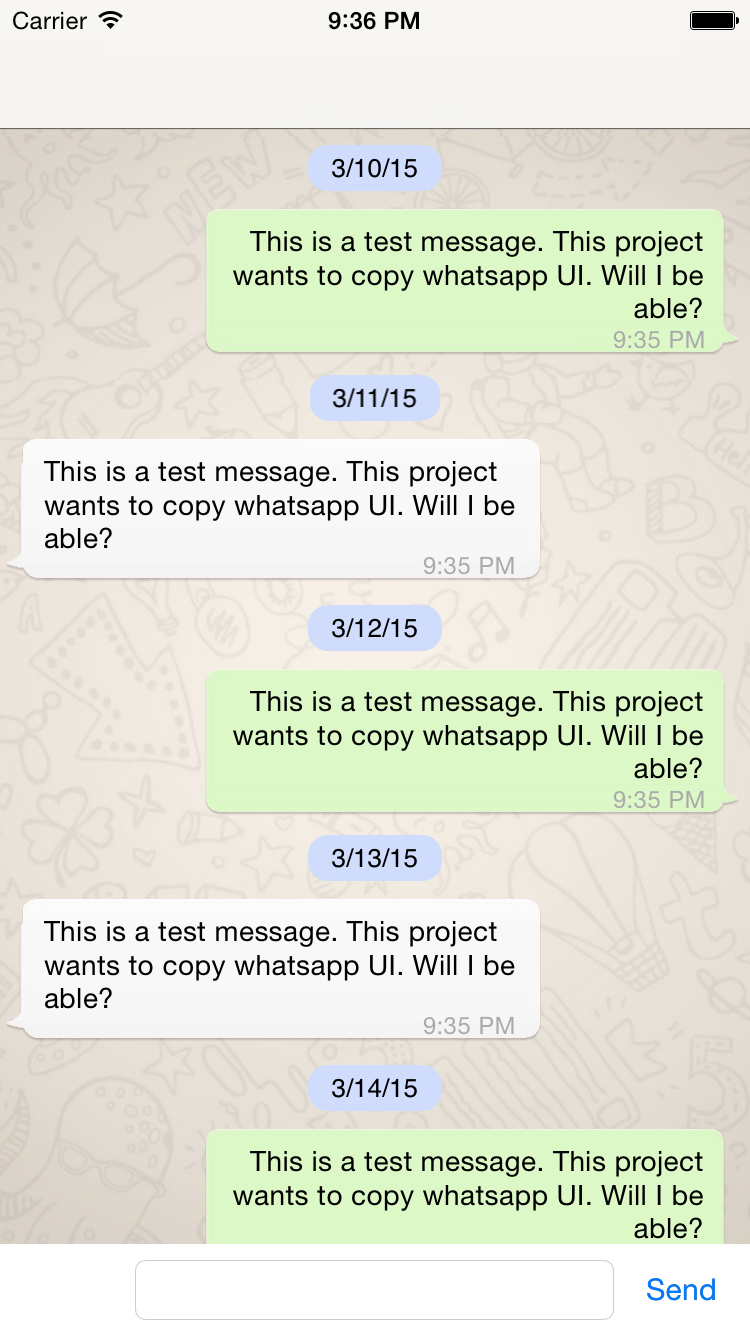 Carrier 9:36 PM
3/10/15
This is a test message. This project
wants to copy whatsapp UI. Will I be
able?
9:35 PM
3/11/15
This is a test message. This project
wants to copy whatsapp UI. Will I be
able?
9:35 PM
3/12/15
This is a test message. This project
wants to copy whatsapp UI. Will I be
able?
9:35 PM
3/13/15
This is a test message. This project
wants to copy whatsapp UI. Will I be
able?
9:35 PM
3/14/15
This is a test message. This project
wants to copy whatsapp UI. Will I be
able?
Send